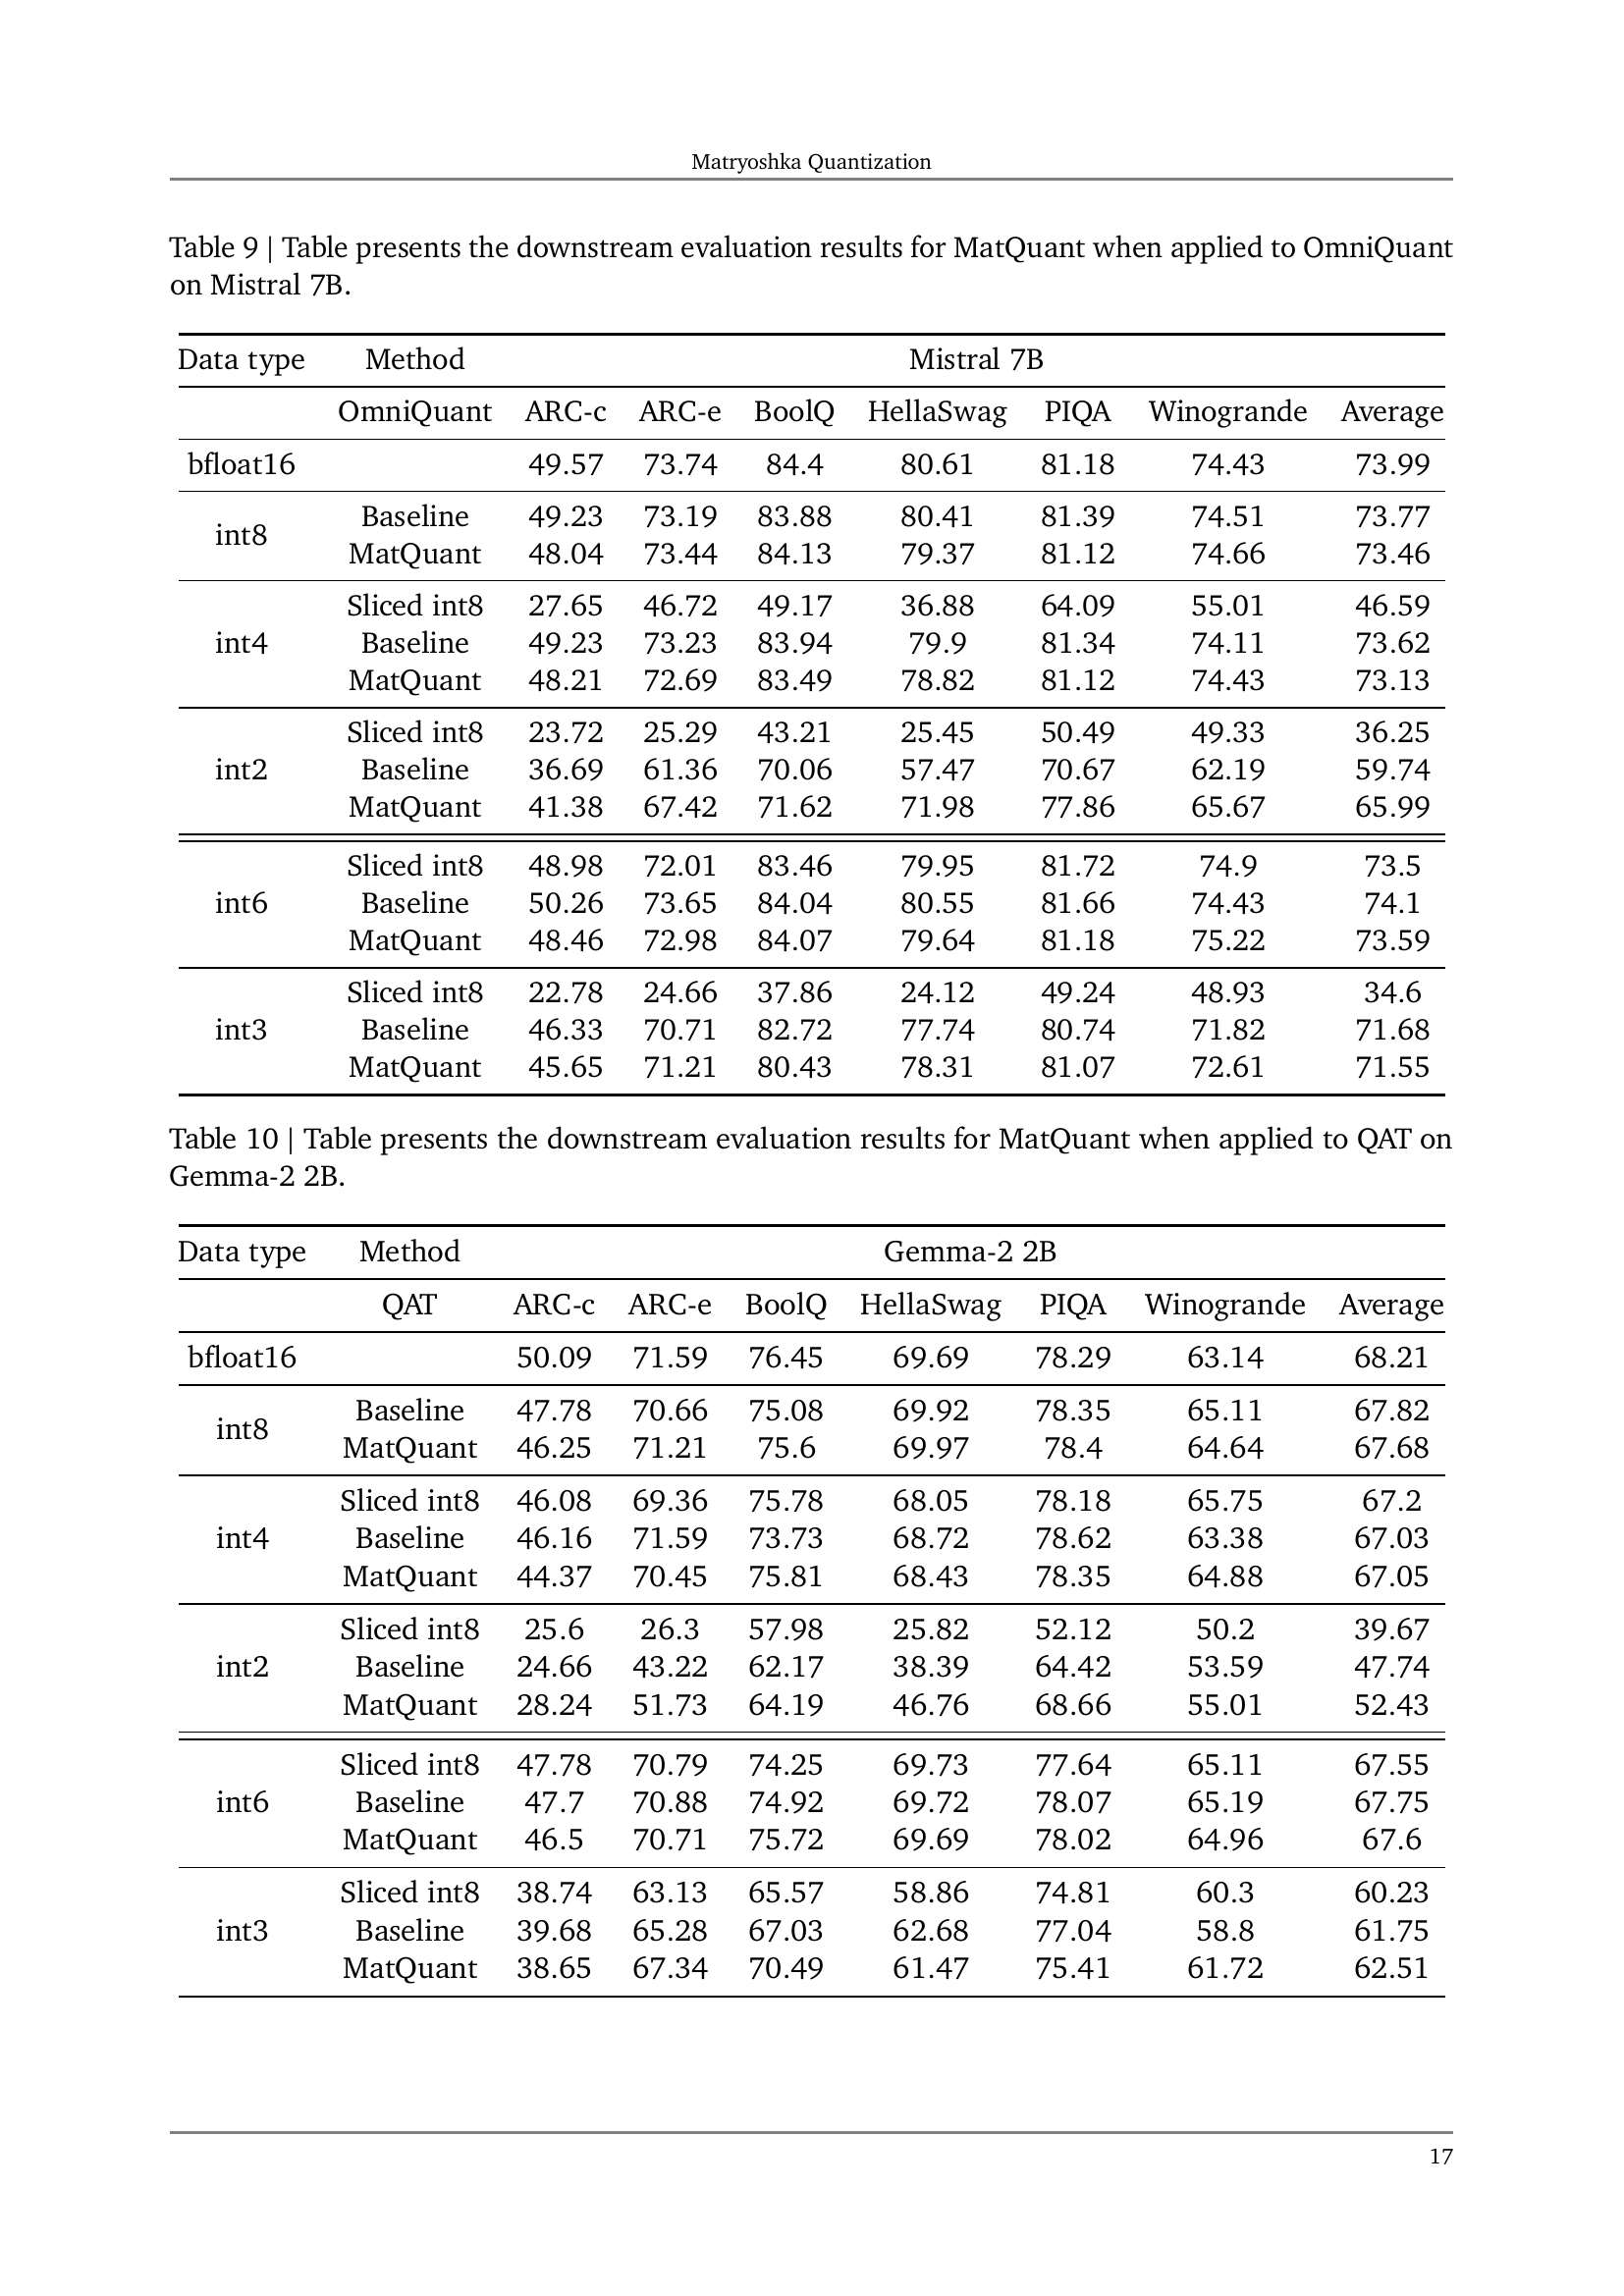 Matryoshka Quantization
Table 9 | Table presents the downstream evaluation results for MatQuant when applied to OmniQuant
on Mistral 7B.
Data type Method Mistral 7B
OmniQuant ARC-c ARC-e BoolQ HellaSwag PIQA Winogrande Average
bfloat16 49.57 73.74 84.4 80.61 81.18 74.43 73.99
int8
Baseline 49.23 73.19 83.88 80.41 81.39 74.51 73.77
MatQuant 48.04 73.44 84.13 79.37 81.12 74.66 73.46
int4
Sliced int8 27.65 46.72 49.17 36.88 64.09 55.01 46.59
Baseline 49.23 73.23 83.94 79.9 81.34 74.11 73.62
MatQuant 48.21 72.69 83.49 78.82 81.12 74.43 73.13
int2
Sliced int8 23.72 25.29 43.21 25.45 50.49 49.33 36.25
Baseline 36.69 61.36 70.06 57.47 70.67 62.19 59.74
MatQuant 41.38 67.42 71.62 71.98 77.86 65.67 65.99
int6
Sliced int8 48.98 72.01 83.46 79.95 81.72 74.9 73.5
Baseline 50.26 73.65 84.04 80.55 81.66 74.43 74.1
MatQuant 48.46 72.98 84.07 79.64 81.18 75.22 73.59
int3
Sliced int8 22.78 24.66 37.86 24.12 49.24 48.93 34.6
Baseline 46.33 70.71 82.72 77.74 80.74 71.82 71.68
MatQuant 45.65 71.21 80.43 78.31 81.07 72.61 71.55
Table 10 | Table presents the downstream evaluation results for MatQuant when applied to QAT on
Gemma-2 2B.
Data type Method Gemma-2 2B
QAT ARC-c ARC-e BoolQ HellaSwag PIQA Winogrande Average
bfloat16 50.09 71.59 76.45 69.69 78.29 63.14 68.21
int8
Baseline 47.78 70.66 75.08 69.92 78.35 65.11 67.82
MatQuant 46.25 71.21 75.6 69.97 78.4 64.64 67.68
int4
Sliced int8 46.08 69.36 75.78 68.05 78.18 65.75 67.2
Baseline 46.16 71.59 73.73 68.72 78.62 63.38 67.03
MatQuant 44.37 70.45 75.81 68.43 78.35 64.88 67.05
int2
Sliced int8 25.6 26.3 57.98 25.82 52.12 50.2 39.67
Baseline 24.66 43.22 62.17 38.39 64.42 53.59 47.74
MatQuant 28.24 51.73 64.19 46.76 68.66 55.01 52.43
int6
Sliced int8 47.78 70.79 74.25 69.73 77.64 65.11 67.55
Baseline 47.7 70.88 74.92 69.72 78.07 65.19 67.75
MatQuant 46.5 70.71 75.72 69.69 78.02 64.96 67.6
int3
Sliced int8 38.74 63.13 65.57 58.86 74.81 60.3 60.23
Baseline 39.68 65.28 67.03 62.68 77.04 58.8 61.75
MatQuant 38.65 67.34 70.49 61.47 75.41 61.72 62.51
17